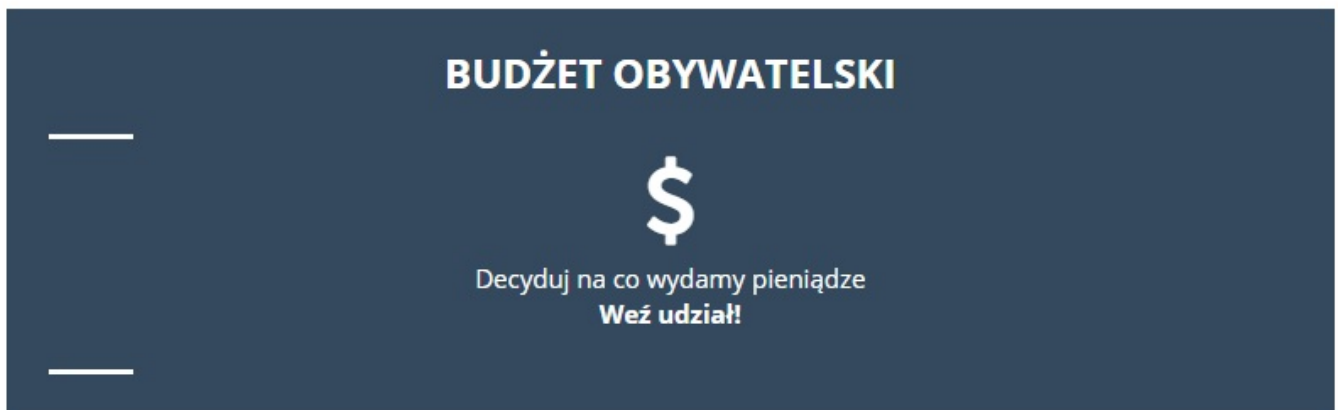 BUDŻET OBYWATELSKI
$
Decyduj na co wydamy pieniądze
Weź udział!